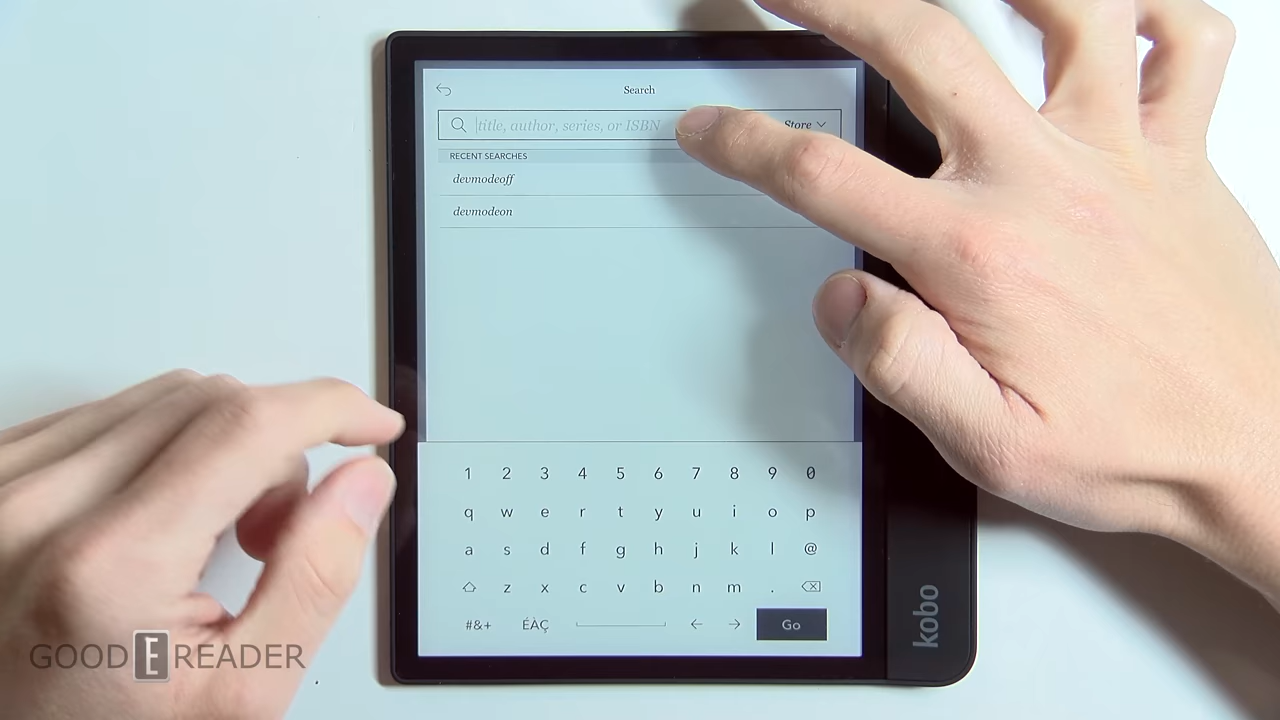 Search
title, author, series, or ISBN
Store
RECENT SEARCHES
devmodeoff
devmodeon
1 2 3 4 5 6 7 8 9 0
q w e r t y u i o p
a s d f g h j k l @
z x c v b n m .
#&+ ÉÀÇ ← → Go
kobo
GOOD E READER